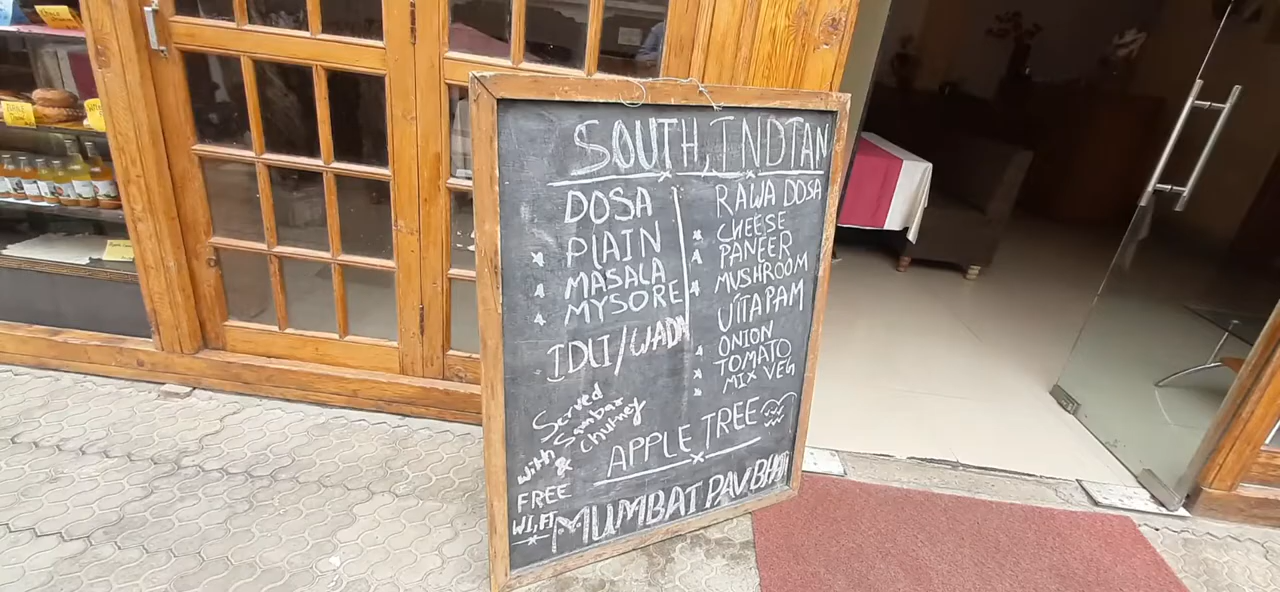 SOUTH, INDIAN
DOSA
PLAIN
MASALA
MYSORE
IDLI/WADA
RAWA DOSA
CHEESE
PANEER
MUSHROOM
UTTAPAM
ONION
TOMATO
MIX VEG
Served
with Sambar
& Chutney
APPLE TREE
FREE
WI,FI
MUMBAI PAV BHAJI